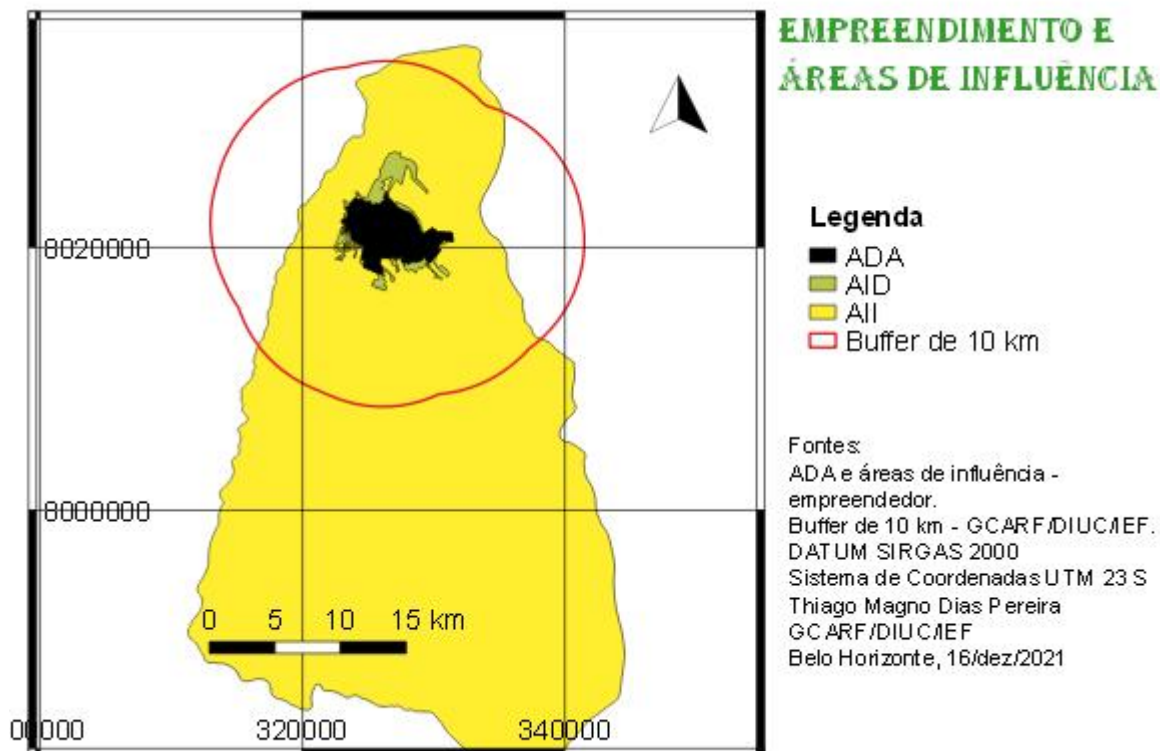 EMPREENDIMENTO E
ÁREAS DE INFLUÊNCIA
8020000
8000000
0 5 10 15 km
00000 320000 340000
Legenda
ADA
AID
AII
Buffer de 10 km
Fontes:
ADA e áreas de influência -
empreendedor.
Buffer de 10 km - GCARF/DIUC/IEF.
DATUM SIRGAS 2000
Sistema de Coordenadas UTM 23 S
Thiago Magno Dias Pereira
GCARF/DIUC/IEF
Belo Horizonte, 16/dez/2021